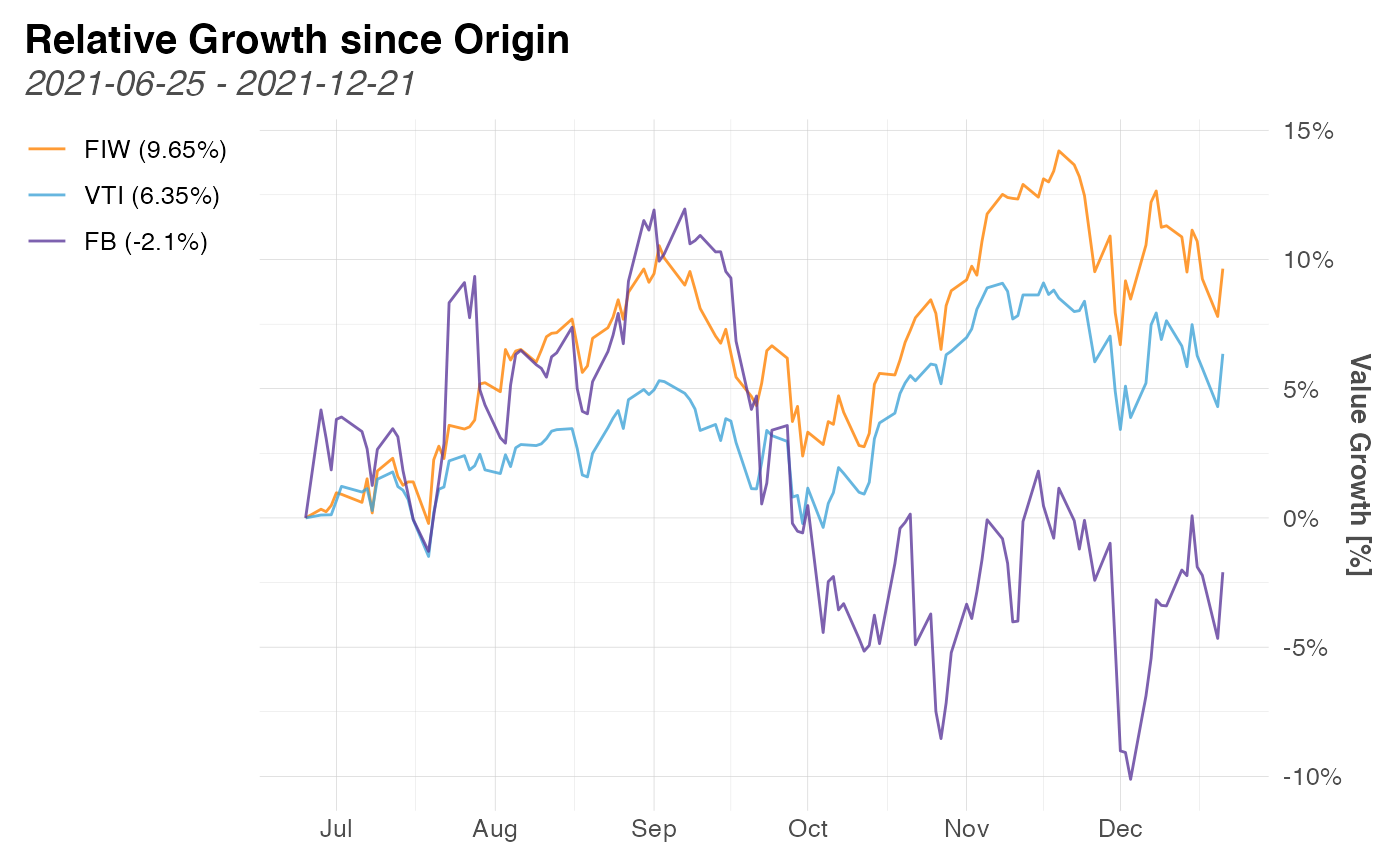 Relative Growth since Origin
2021-06-25 - 2021-12-21
FIW (9.65%)
VTI (6.35%)
FB (-2.1%)
15%
10%
5%
0%
-5%
-10%
Value Growth [%]
Jul
Aug
Sep
Oct
Nov
Dec